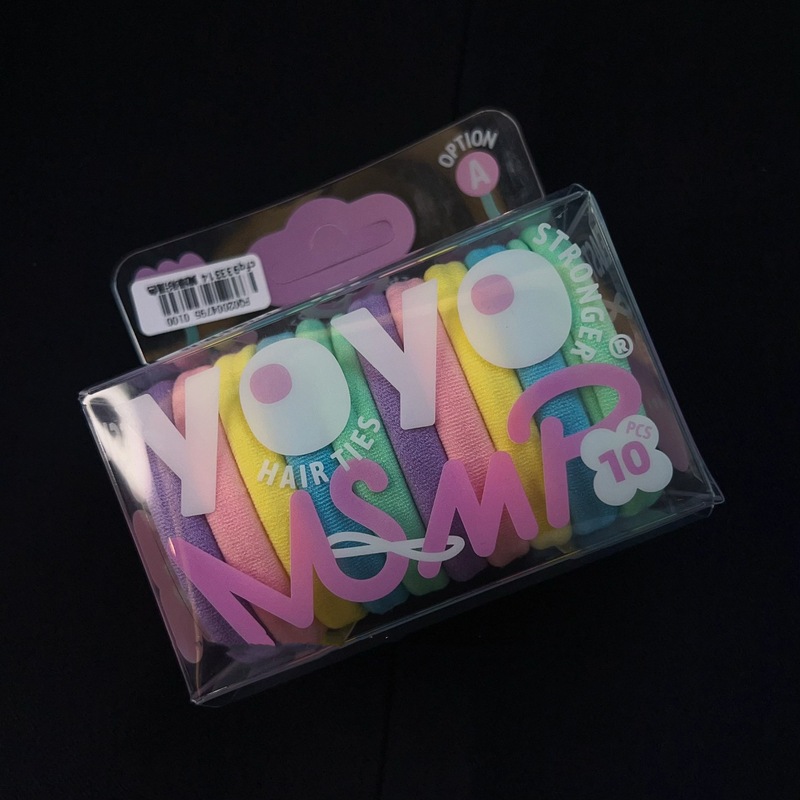 OPTION
A
YOYO
HAIR TIES
STRONGER
®
MSMP
PCS
10